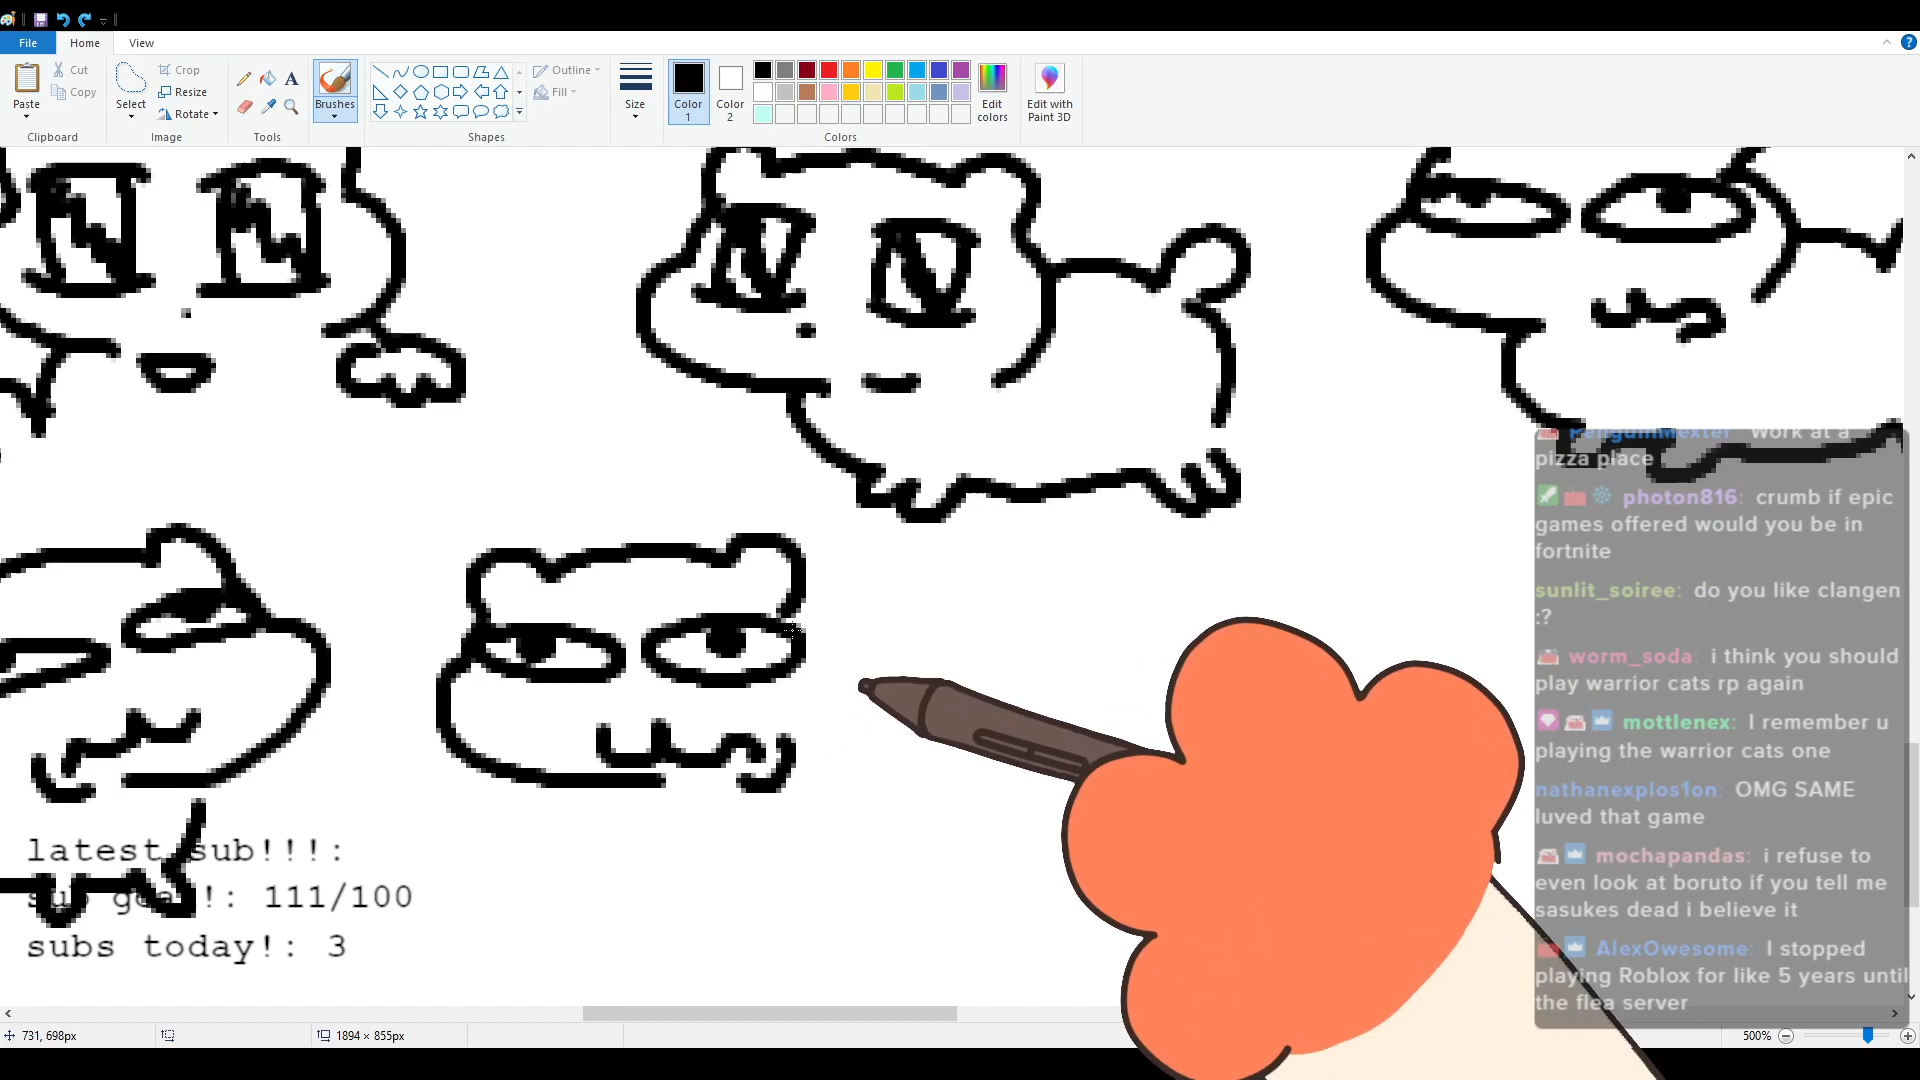 File Home View
Paste
Cut
Copy
Clipboard
Select
Crop
Resize
Rotate
Image
A
Tools
Brushes
Shapes
Outline
Fill
Size
Color 1
Color 2
Colors
Edit colors
Edit with Paint 3D
PenguinMexter work at a
pizza place
photon816: crumb if epic
games offered would you be in
fortnite
sunlit_soiree: do you like clangen
:?
worm_soda: i think you should
play warrior cats rp again
mottlenex: I remember u
playing the warrior cats one
nathanexplos1on: OMG SAME
luved that game
mochapandas: i refuse to
even look at boruto if you tell me
sasukes dead i believe it
AlexOwesome: I stopped
playing Roblox for like 5 years until
the flea server
latest sub!!!:
sub goal!: 111/100
subs today!: 3
731, 698px
1894 × 855px
500%